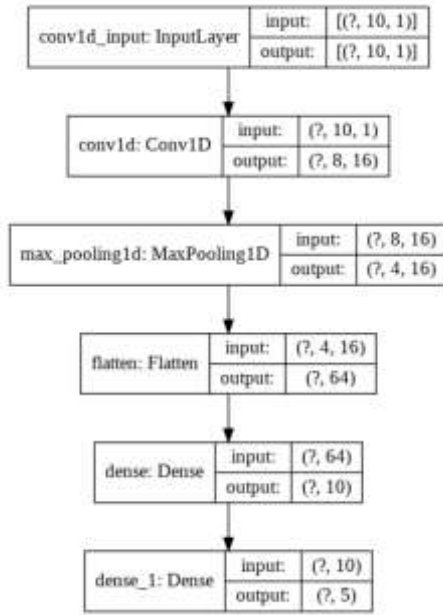 conv1d_input: InputLayer
input: [(?, 10, 1)]
output: [(?, 10, 1)]
conv1d: Conv1D
input: (?, 10, 1)
output: (?, 8, 16)
max_pooling1d: MaxPooling1D
input: (?, 8, 16)
output: (?, 4, 16)
flatten: Flatten
input: (?, 4, 16)
output: (?, 64)
dense: Dense
input: (?, 64)
output: (?, 10)
dense_1: Dense
input: (?, 10)
output: (?, 5)